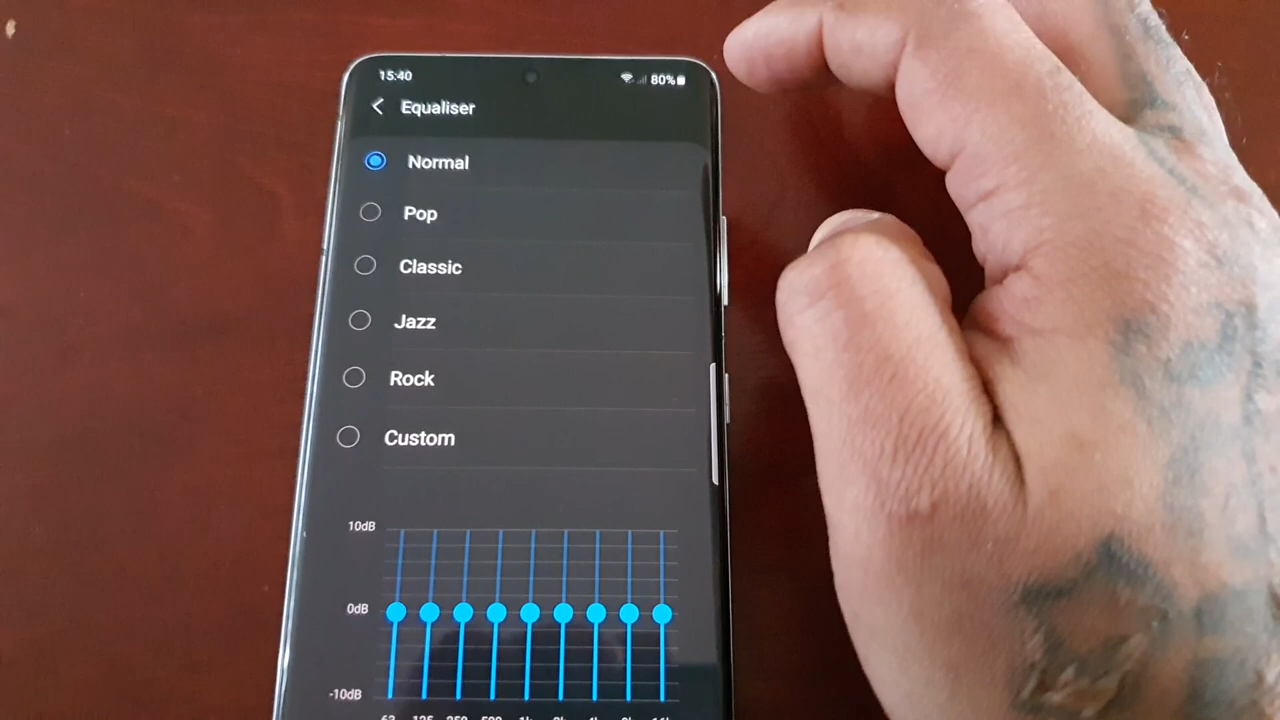 15:40 80%
Equaliser
Normal
Pop
Classic
Jazz
Rock
Custom
10dB
0dB
-10dB